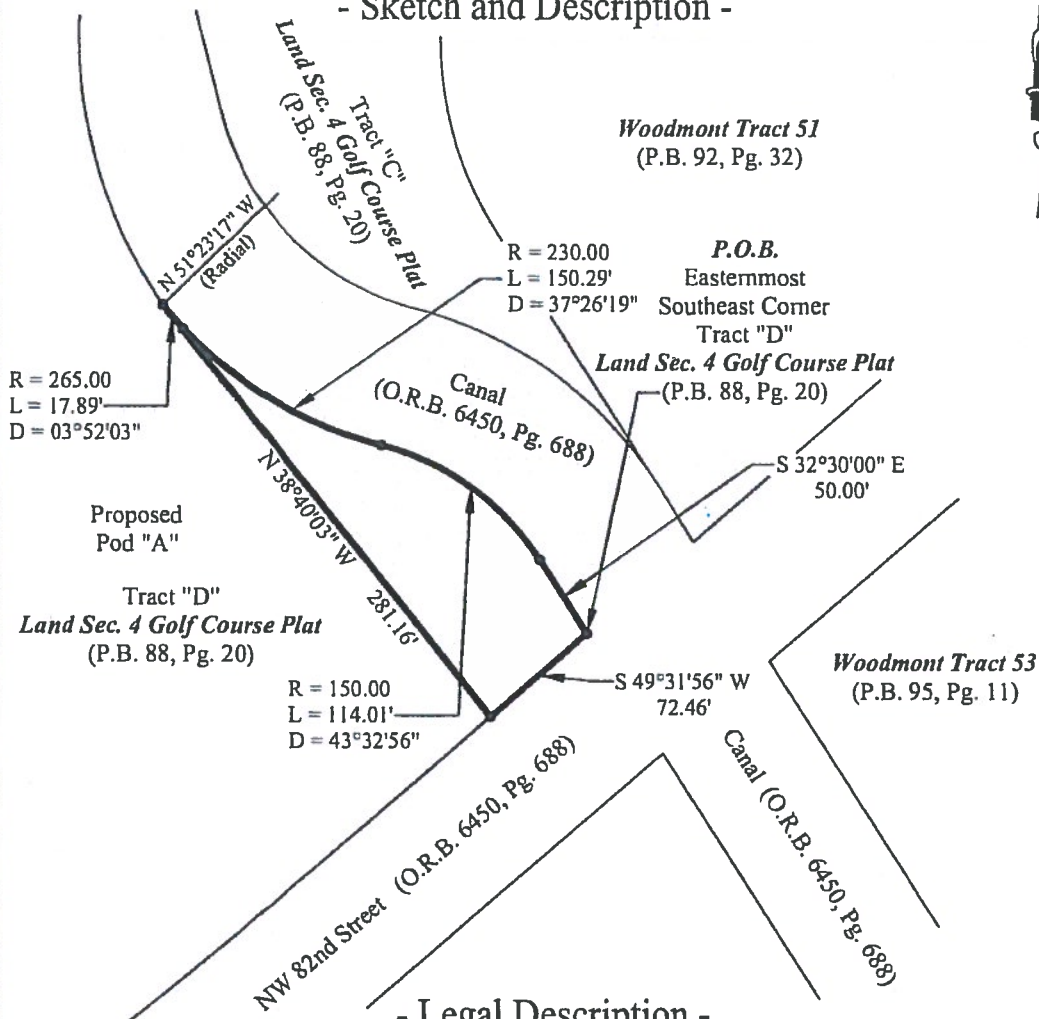 - Sketch and Description -
Tract "C"
Land Sec. 4 Golf Course Plat
(P.B. 88, Pg. 20)
Woodmont Tract 51
(P.B. 92, Pg. 32)
N 51°23'17" W
(Radial)
R = 230.00
L = 150.29'
D = 37°26'19"
P.O.B.
Easternmost
Southeast Corner
Tract "D"
Land Sec. 4 Golf Course Plat
(P.B. 88, Pg. 20)
R = 265.00
L = 17.89'
D = 03°52'03"
Canal
(O.R.B. 6450, Pg. 688)
S 32°30'00" E
50.00'
N 38°40'03" W
281.16'
Proposed
Pod "A"
Tract "D"
Land Sec. 4 Golf Course Plat
(P.B. 88, Pg. 20)
R = 150.00
L = 114.01'
D = 43°32'56"
S 49°31'56" W
72.46'
Woodmont Tract 53
(P.B. 95, Pg. 11)
NW 82nd Street (O.R.B. 6450, Pg. 688)
Canal (O.R.B. 6450, Pg. 688)
- Legal Description -